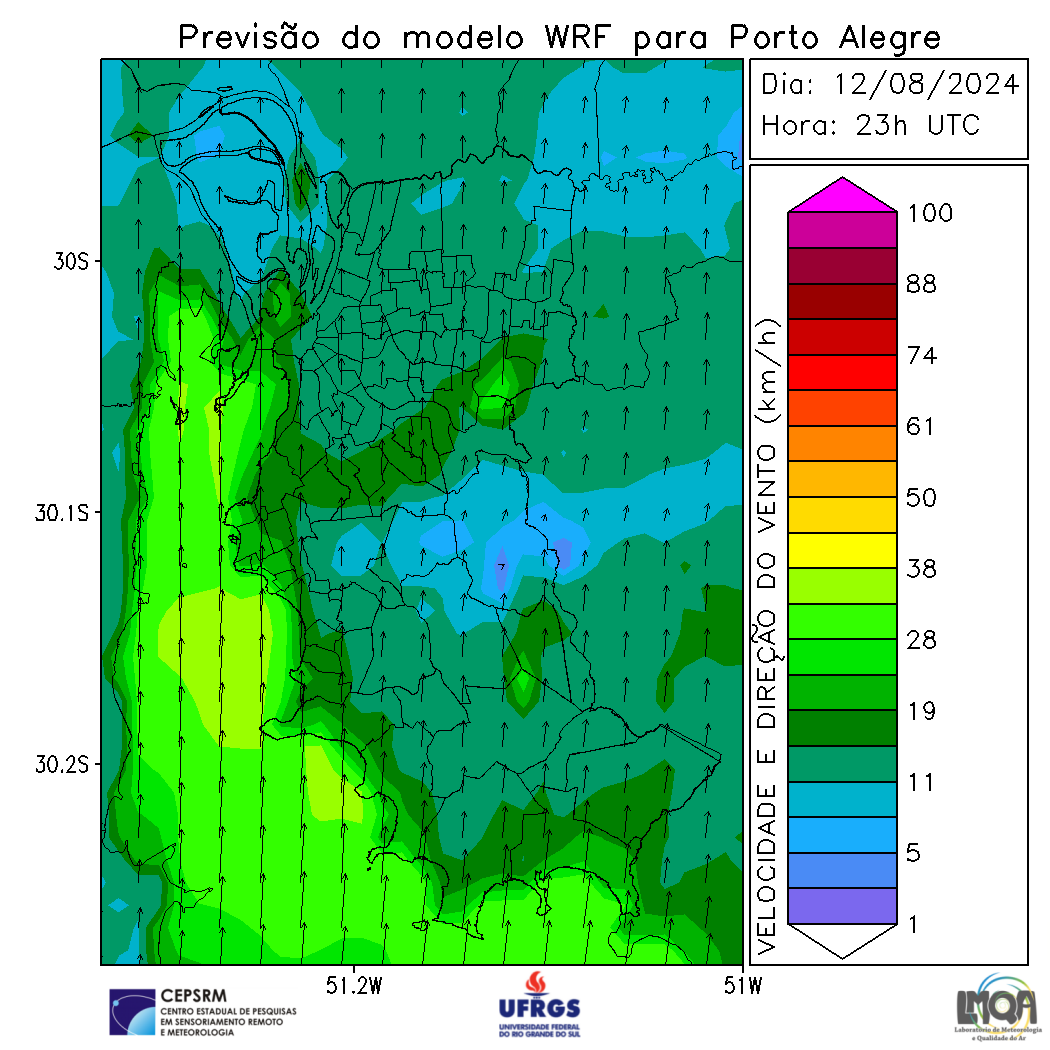 Previsão do modelo WRF para Porto Alegre
Dia: 12/08/2024
Hora: 23h UTC
30S
30.1S
30.2S
51.2W
51W
VELOCIDADE E DIREÇÃO DO VENTO (km/h)
100
88
74
61
50
38
28
19
11
5
1
CEPSRM
CENTRO ESTADUAL DE PESQUISAS
EM SENSORIAMENTO REMOTO
E METEOROLOGIA
UFRGS
UNIVERSIDADE FEDERAL
DO RIO GRANDE DO SUL
LMQA
Laboratório de Meteorologia
e Qualidade do Ar